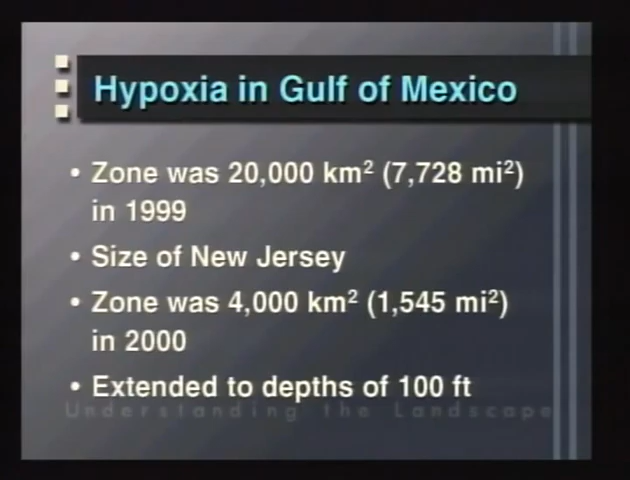 Hypoxia in Gulf of Mexico
• Zone was 20,000 km² (7,728 mi²)
in 1999
• Size of New Jersey
• Zone was 4,000 km² (1,545 mi²)
in 2000
• Extended to depths of 100 ft
Understanding the Landscape